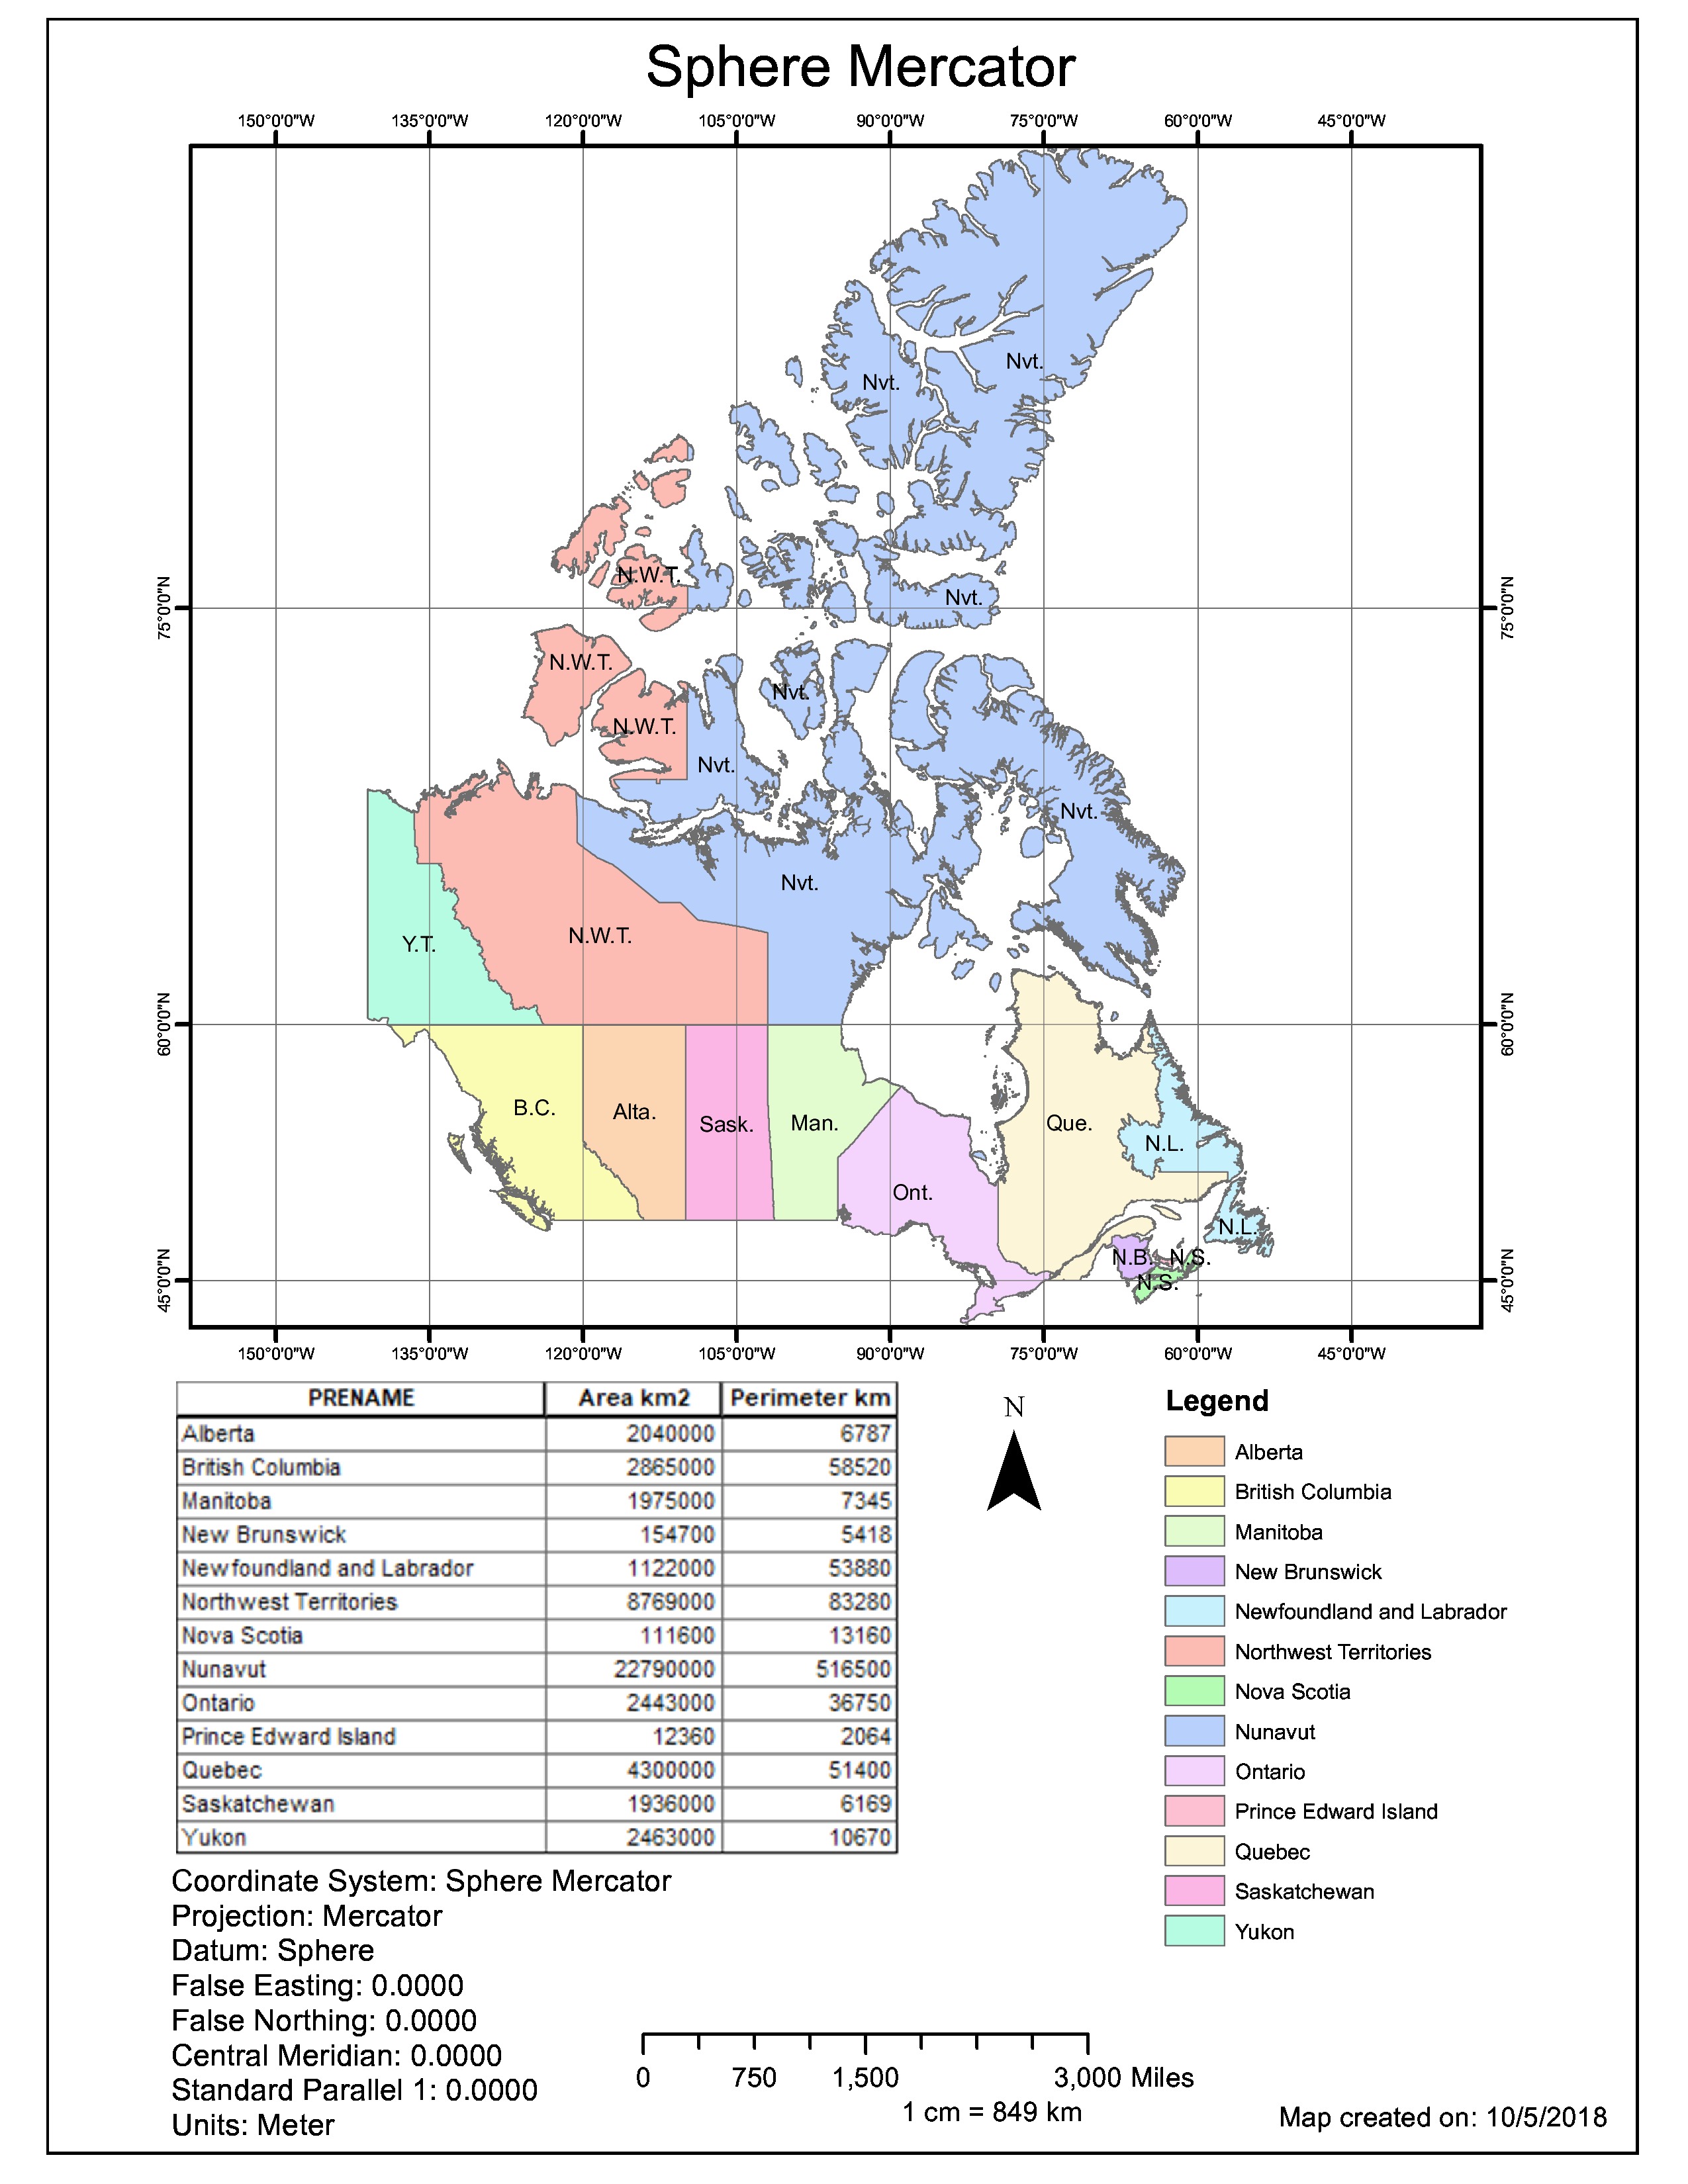 Sphere Mercator
150°0'0"W 135°0'0"W 120°0'0"W 105°0'0"W 90°0'0"W 75°0'0"W 60°0'0"W 45°0'0"W
Nvt.
Nvt.
N.W.T.
75°0'0"N
75°0'0"N
Nvt.
N.W.T.
Nvt.
N.W.T.
Nvt.
Nvt.
Nvt.
Y.T.
N.W.T.
60°0'0"N
60°0'0"N
B.C.
Alta.
Sask.
Man.
Que.
N.L.
Ont.
N.L.
N.B.
N.S.
N.S.
45°0'0"N
45°0'0"N
150°0'0"W 135°0'0"W 120°0'0"W 105°0'0"W 90°0'0"W 75°0'0"W 60°0'0"W 45°0'0"W
PRENAME Area km2 Perimeter km
Alberta 2040000 6787
British Columbia 2865000 58520
Manitoba 1975000 7345
New Brunswick 154700 5418
Newfoundland and Labrador 1122000 53880
Northwest Territories 8769000 83280
Nova Scotia 111600 13160
Nunavut 22790000 516500
Ontario 2443000 36750
Prince Edward Island 12360 2064
Quebec 4300000 51400
Saskatchewan 1936000 6169
Yukon 2463000 10670
N
Legend
Alberta
British Columbia
Manitoba
New Brunswick
Newfoundland and Labrador
Northwest Territories
Nova Scotia
Nunavut
Ontario
Prince Edward Island
Quebec
Saskatchewan
Yukon
Coordinate System: Sphere Mercator
Projection: Mercator
Datum: Sphere
False Easting: 0.0000
False Northing: 0.0000
Central Meridian: 0.0000
Standard Parallel 1: 0.0000
Units: Meter
0 750 1,500 3,000 Miles
1 cm = 849 km
Map created on: 10/5/2018